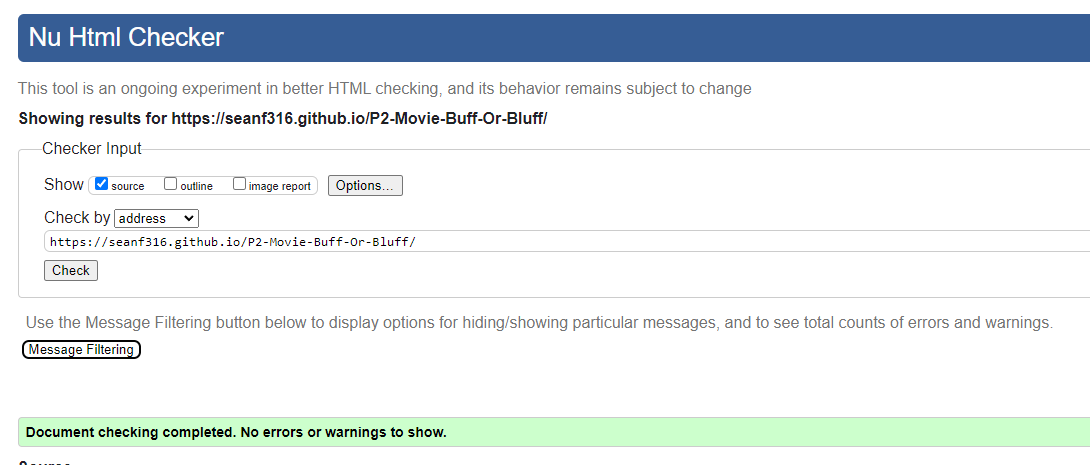 Nu Html Checker
This tool is an ongoing experiment in better HTML checking, and its behavior remains subject to change
Showing results for https://seanf316.github.io/P2-Movie-Buff-Or-Bluff/
Checker Input
Show source outline image report Options...
Check by address
https://seanf316.github.io/P2-Movie-Buff-Or-Bluff/
Check
Use the Message Filtering button below to display options for hiding/showing particular messages, and to see total counts of errors and warnings.
Message Filtering
Document checking completed. No errors or warnings to show.